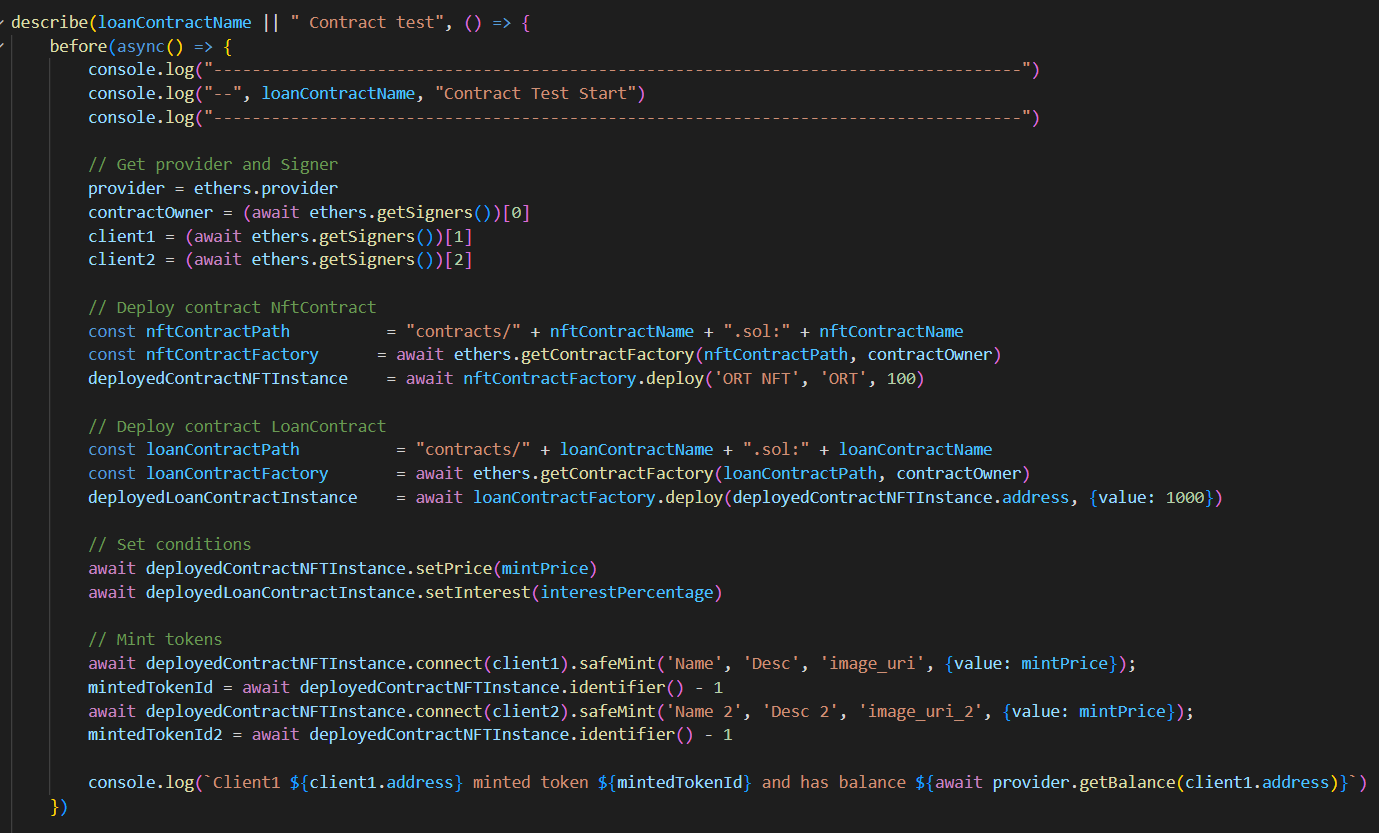 describe(loanContractName || " Contract test", () => {
    before(async() => {
        console.log("------------------------------------------------------------------------------------")
        console.log("--", loanContractName, "Contract Test Start")
        console.log("------------------------------------------------------------------------------------")

        // Get provider and Signer
        provider = ethers.provider
        contractOwner = (await ethers.getSigners())[0]
        client1 = (await ethers.getSigners())[1]
        client2 = (await ethers.getSigners())[2]

        // Deploy contract NftContract
        const nftContractPath          = "contracts/" + nftContractName + ".sol:" + nftContractName
        const nftContractFactory      = await ethers.getContractFactory(nftContractPath, contractOwner)
        deployedContractNFTInstance    = await nftContractFactory.deploy('ORT NFT', 'ORT', 100)

        // Deploy contract LoanContract
        const loanContractPath          = "contracts/" + loanContractName + ".sol:" + loanContractName
        const loanContractFactory       = await ethers.getContractFactory(loanContractPath, contractOwner)
        deployedLoanContractInstance    = await loanContractFactory.deploy(deployedContractNFTInstance.address, {value: 1000})

        // Set conditions
        await deployedContractNFTInstance.setPrice(mintPrice)
        await deployedLoanContractInstance.setInterest(interestPercentage)

        // Mint tokens
        await deployedContractNFTInstance.connect(client1).safeMint('Name', 'Desc', 'image_uri', {value: mintPrice});
        mintedTokenId = await deployedContractNFTInstance.identifier() - 1
        await deployedContractNFTInstance.connect(client2).safeMint('Name 2', 'Desc 2', 'image_uri_2', {value: mintPrice});
        mintedTokenId2 = await deployedContractNFTInstance.identifier() - 1

        console.log(`Client1 ${client1.address} minted token ${mintedTokenId} and has balance ${await provider.getBalance(client1.address)}`)
    })